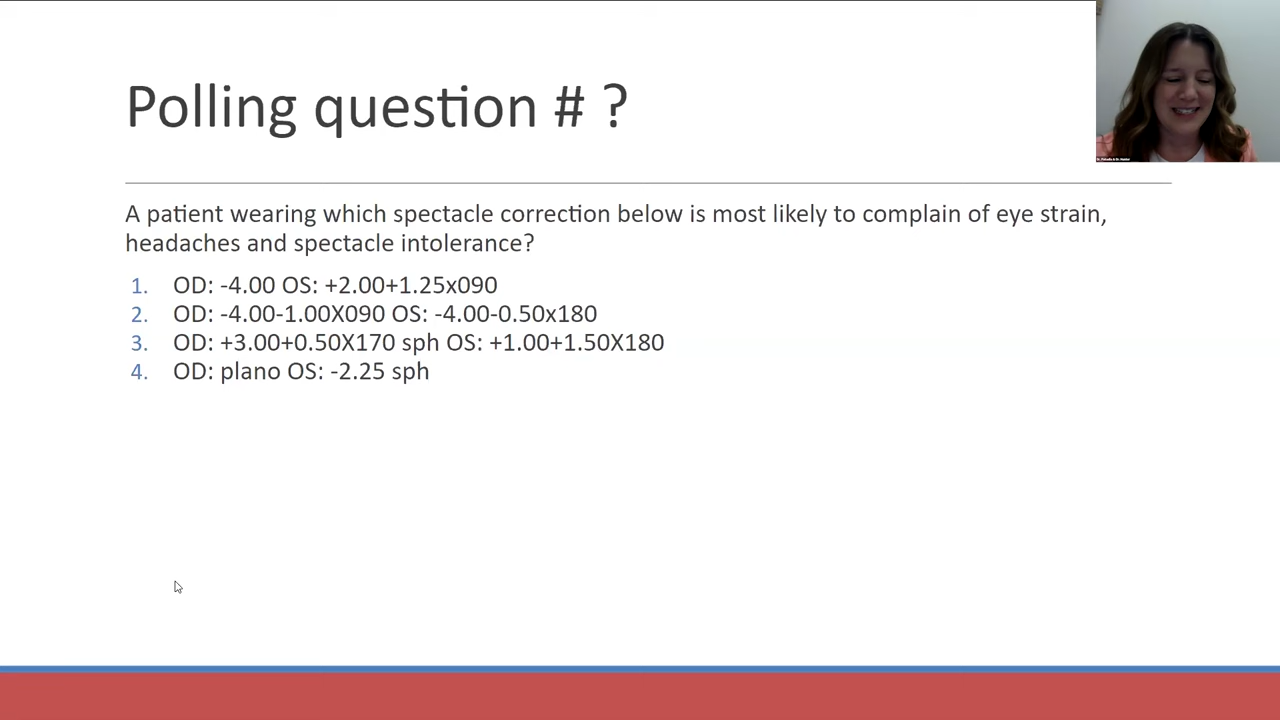 Polling question # ?
A patient wearing which spectacle correction below is most likely to complain of eye strain,
headaches and spectacle intolerance?
1. OD: -4.00 OS: +2.00+1.25x090
2. OD: -4.00-1.00X090 OS: -4.00-0.50x180
3. OD: +3.00+0.50X170 sph OS: +1.00+1.50X180
4. OD: plano OS: -2.25 sph